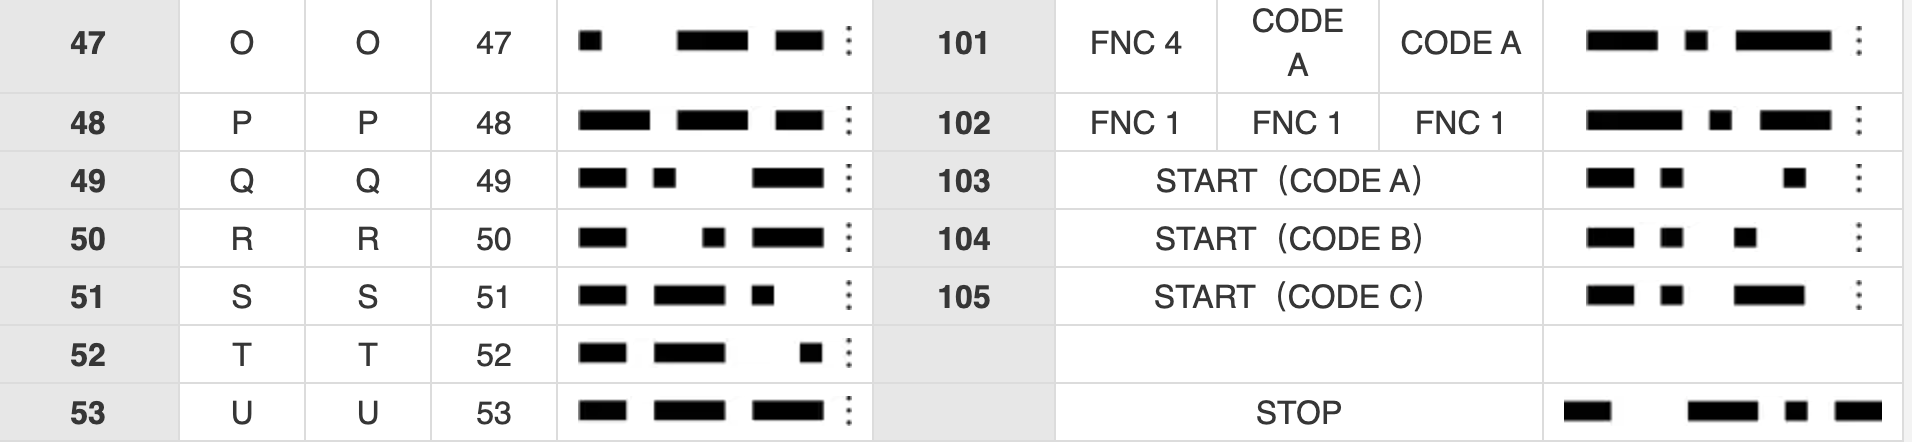 47 O O 47 101 FNC 4 CODE A CODE A
48 P P 48 102 FNC 1 FNC 1 FNC 1
49 Q Q 49 103 START（CODE A）
50 R R 50 104 START（CODE B）
51 S S 51 105 START（CODE C）
52 T T 52
53 U U 53 STOP